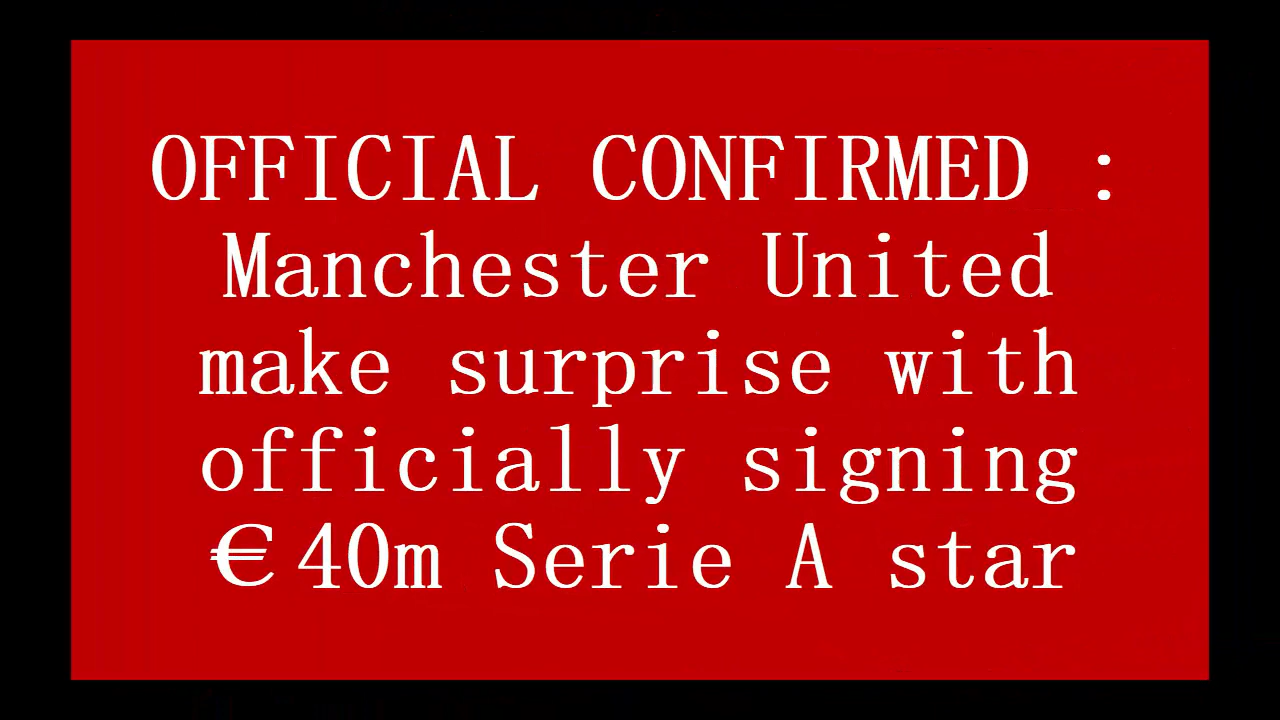 OFFICIAL CONFIRMED :
Manchester United
make surprise with
officially signing
€40m Serie A star